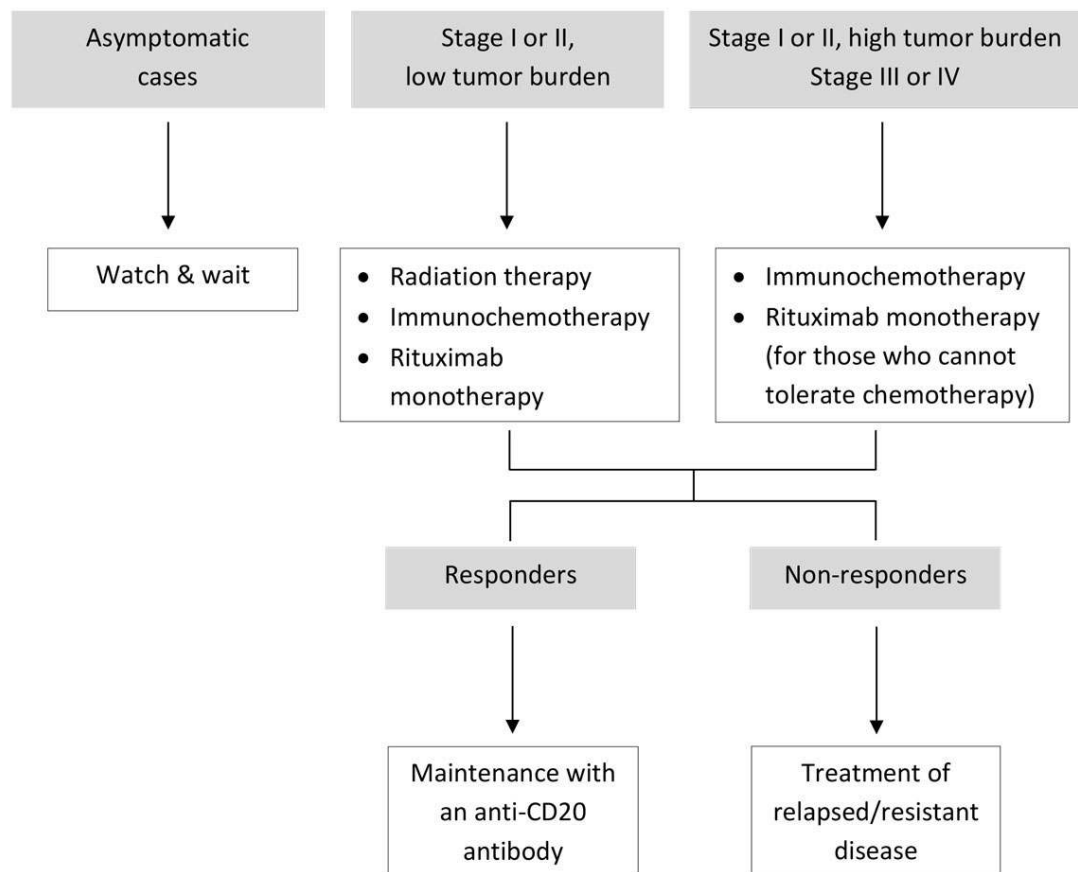 Asymptomatic
cases
Stage I or II,
low tumor burden
Stage I or II, high tumor burden
Stage III or IV
Watch & wait
• Radiation therapy
• Immunochemotherapy
• Rituximab
monotherapy
• Immunochemotherapy
• Rituximab monotherapy
(for those who cannot
tolerate chemotherapy)
Responders
Non-responders
Maintenance with
an anti-CD20
antibody
Treatment of
relapsed/resistant
disease